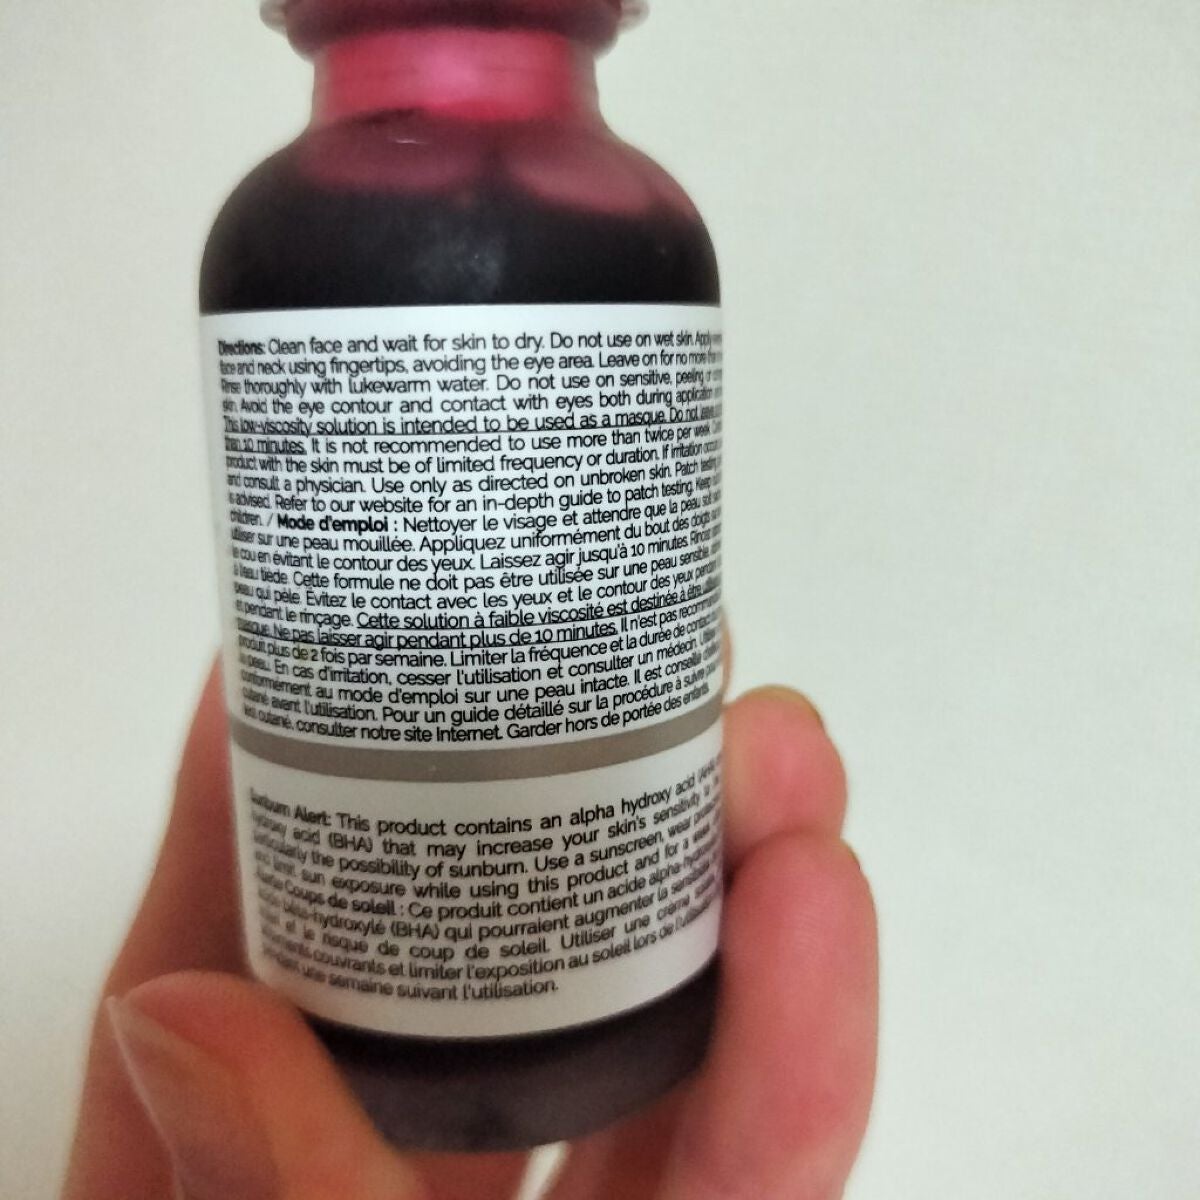 Directions: Clean face and wait for skin to dry. Do not use on wet skin. Apply
face and neck using fingertips, avoiding the eye area. Leave on for no more than
Rinse thoroughly with lukewarm water. Do not use on sensitive, peeling or
skin. Avoid the eye contour and contact with eyes both during application
This low-viscosity solution is intended to be used as a masque. Do not leave
than 10 minutes. It is not recommended to use more than twice per week.
product with the skin must be of limited frequency or duration. If irritation occurs
and consult a physician. Use only as directed on unbroken skin. Patch testing
is advised. Refer to our website for an in-depth guide to patch testing. Keep
children. / Mode d'emploi : Nettoyer le visage et attendre que la peau soit
utiliser sur une peau mouillée. Appliquez uniformément du bout des doigts
le cou en évitant le contour des yeux. Laissez agir jusqu'à 10 minutes. Rincez
à l'eau tiède. Cette formule ne doit pas être utilisée sur une peau sensible,
peau qui pèle. Évitez le contact avec les yeux et le contour des yeux pendant
et pendant le rinçage. Cette solution à faible viscosité est destinée à être
masque. Ne pas laisser agir pendant plus de 10 minutes. Il n'est pas
produit plus de 2 fois par semaine. Limiter la fréquence et la durée de contact
la peau. En cas d'irritation, cesser l'utilisation et consulter un médecin.
conformément au mode d'emploi sur une peau intacte. Il est conseillé
cutané avant l'utilisation. Pour un guide détaillé sur la procédure à suivre
cutané, consulter notre site Internet. Garder hors de portée des enfants.
Sunburn Alert: This product contains an alpha hydroxy acid
hydroxy acid (BHA) that may increase your skin's sensitivity to
particularly the possibility of sunburn. Use a sunscreen, wear
and limit sun exposure while using this product and for a week
Coups de soleil : Ce produit contient un acide
bêta-hydroxylé (BHA) qui pourraient augmenter la
et le risque de coup de soleil. Utiliser une crème
couvrants et limiter l'exposition au soleil lors de l'utilisation
une semaine suivant l'utilisation.